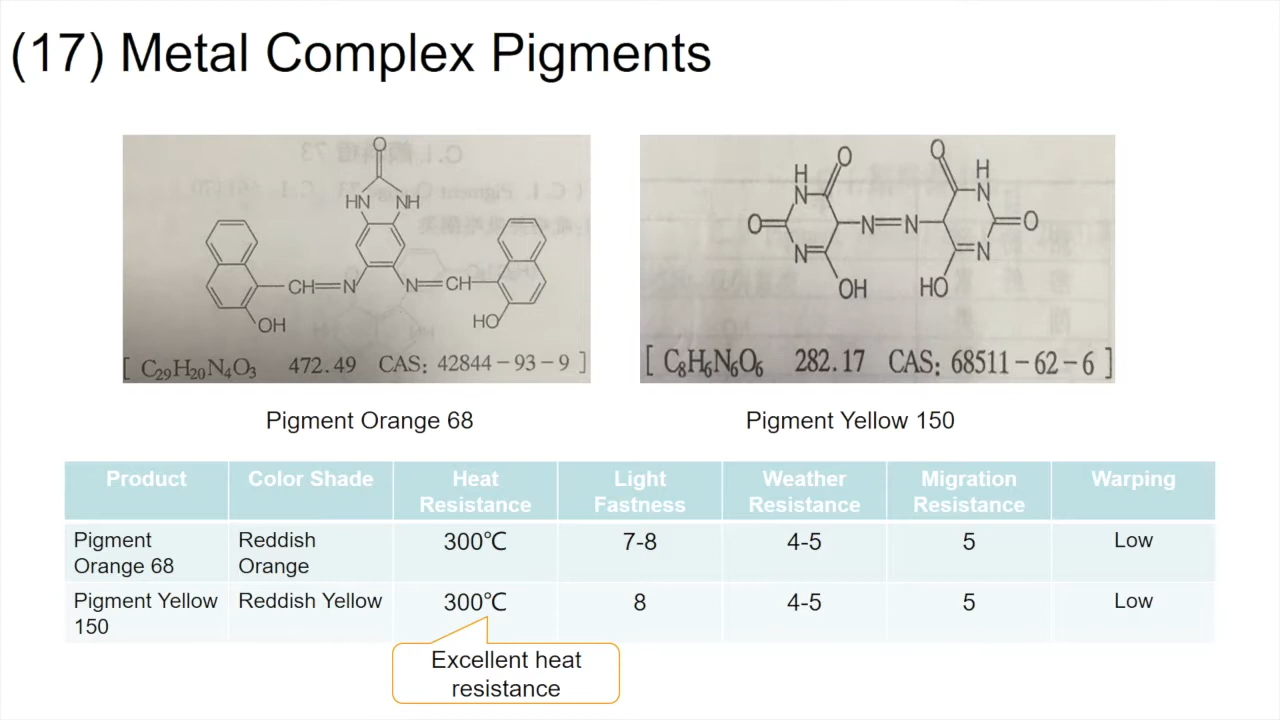 (17) Metal Complex Pigments
O
HN NH
CH=N N=CH
OH HO
[ C₂₉H₂₀N₄O₃ 472.49 CAS: 42844-93-9 ]
O O
H H
N N
O N=N O
N N
OH HO
[ C₈H₆N₆O₆ 282.17 CAS: 68511-62-6 ]
Pigment Orange 68
Pigment Yellow 150
Product Color Shade Heat Resistance Light Fastness Weather Resistance Migration Resistance Warping
Pigment Orange 68 Reddish Orange 300℃ 7-8 4-5 5 Low
Pigment Yellow 150 Reddish Yellow 300℃ 8 4-5 5 Low
Excellent heat
resistance